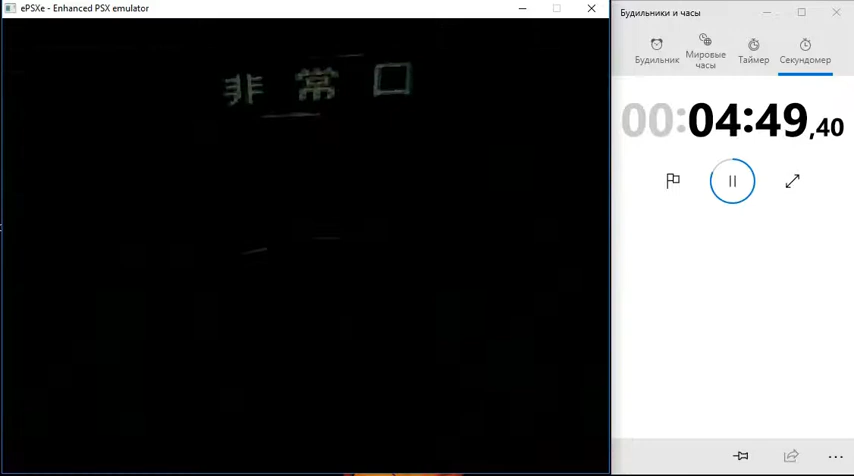 ePSXe - Enhanced PSX emulator
非常口
Будильники и часы
Будильник
Мировые часы
Таймер
Секундомер
00:04:49,40